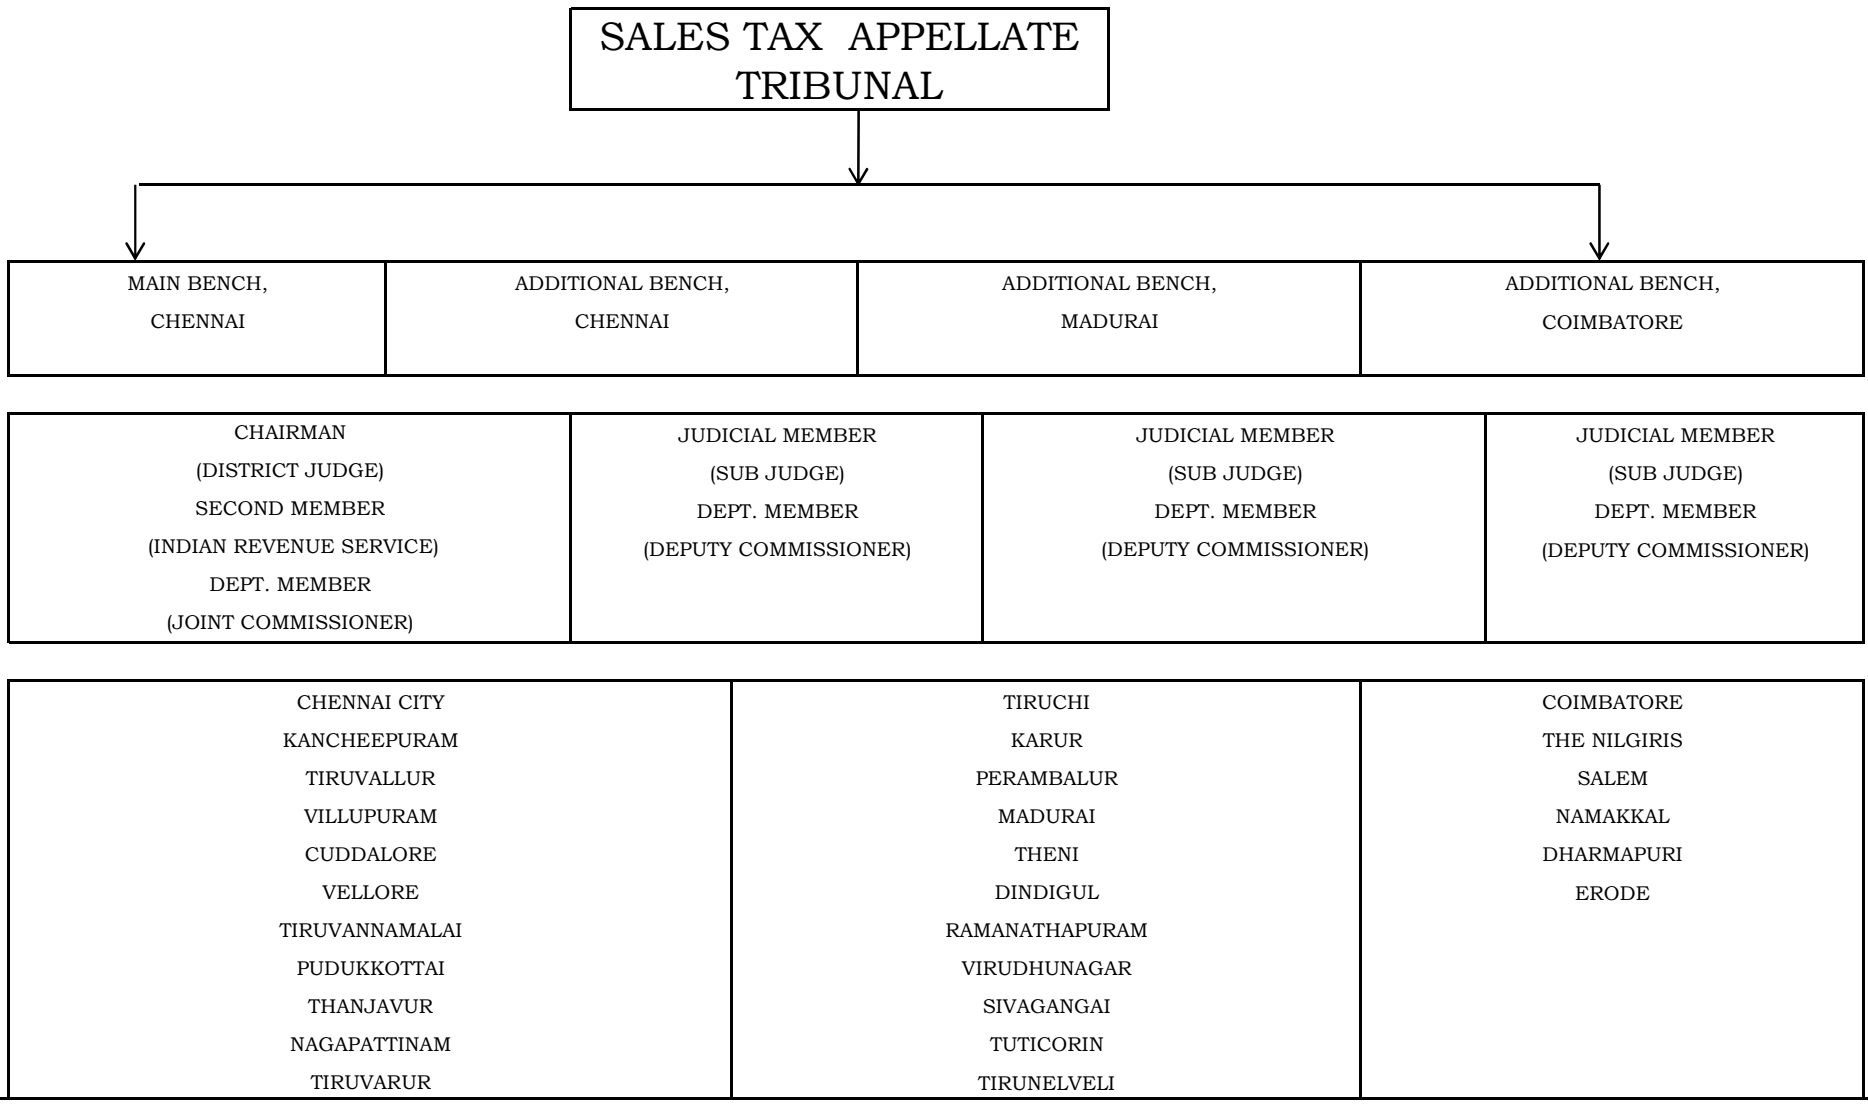 SALES TAX APPELLATE
TRIBUNAL
MAIN BENCH,
CHENNAI
ADDITIONAL BENCH,
CHENNAI
ADDITIONAL BENCH,
MADURAI
ADDITIONAL BENCH,
COIMBATORE
CHAIRMAN
(DISTRICT JUDGE)
SECOND MEMBER
(INDIAN REVENUE SERVICE)
DEPT. MEMBER
(JOINT COMMISSIONER)
JUDICIAL MEMBER
(SUB JUDGE)
DEPT. MEMBER
(DEPUTY COMMISSIONER)
JUDICIAL MEMBER
(SUB JUDGE)
DEPT. MEMBER
(DEPUTY COMMISSIONER)
JUDICIAL MEMBER
(SUB JUDGE)
DEPT. MEMBER
(DEPUTY COMMISSIONER)
CHENNAI CITY
KANCHEEPURAM
TIRUVALLUR
VILLUPURAM
CUDDALORE
VELLORE
TIRUVANNAMALAI
PUDUKKOTTAI
THANJAVUR
NAGAPATTINAM
TIRUVARUR
TIRUCHI
KARUR
PERAMBALUR
MADURAI
THENI
DINDIGUL
RAMANATHAPURAM
VIRUDHUNAGAR
SIVAGANGAI
TUTICORIN
TIRUNELVELI
COIMBATORE
THE NILGIRIS
SALEM
NAMAKKAL
DHARMAPURI
ERODE